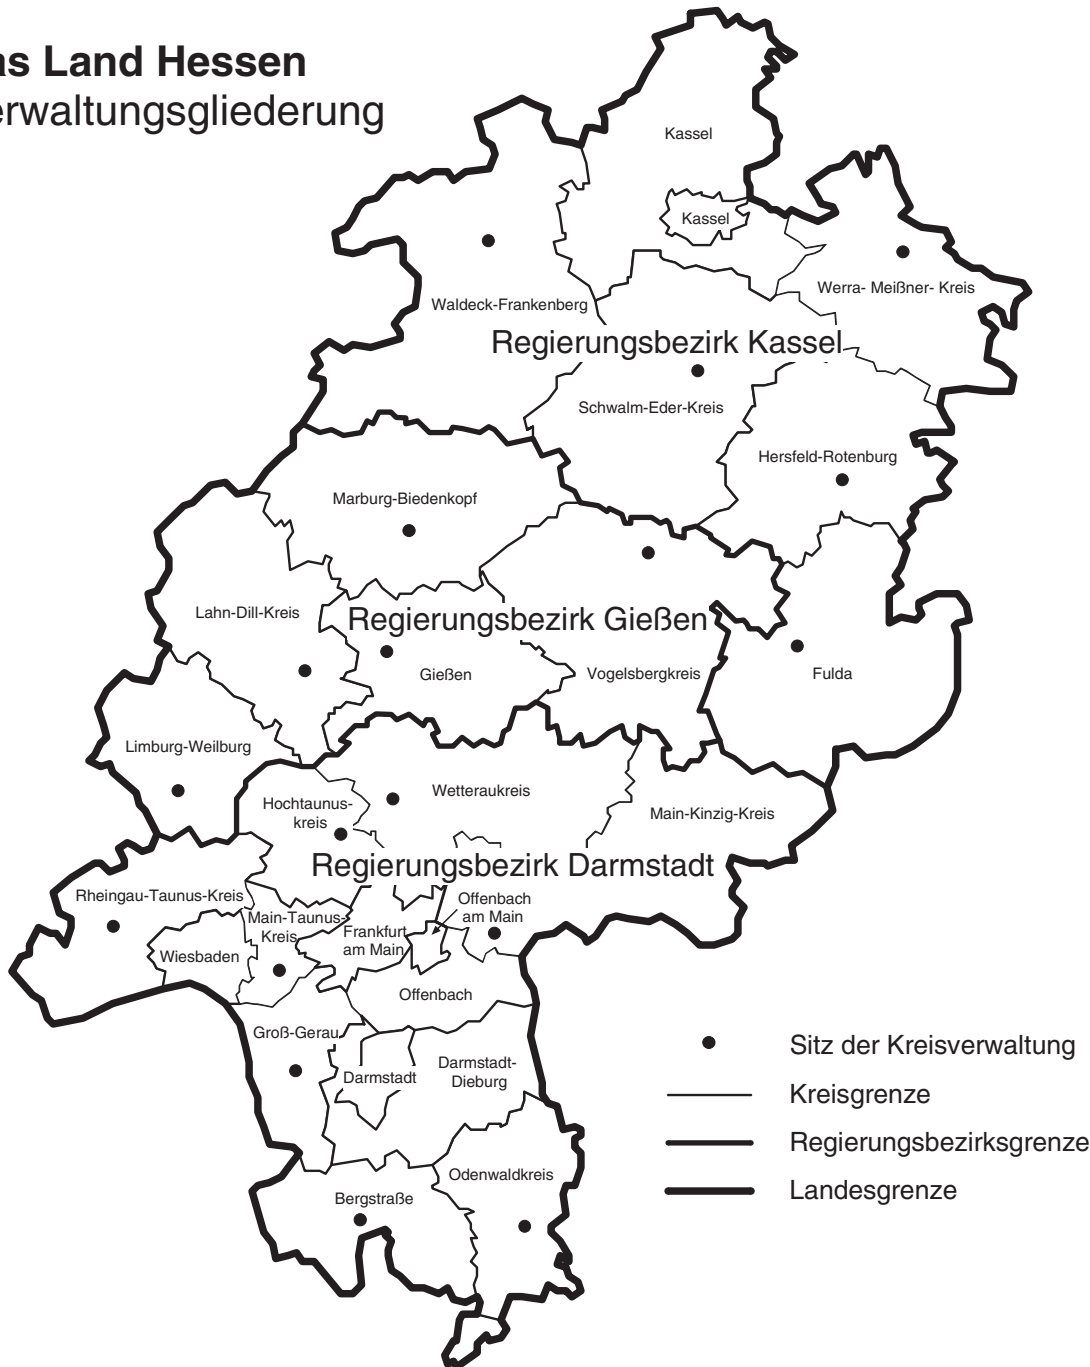 as Land Hessen
erwaltungsgliederung
Kassel
Kassel
Werra- Meißner- Kreis
Waldeck-Frankenberg
Regierungsbezirk Kassel
Schwalm-Eder-Kreis
Hersfeld-Rotenburg
Marburg-Biedenkopf
Lahn-Dill-Kreis
Regierungsbezirk Gießen
Gießen
Vogelsbergkreis
Fulda
Limburg-Weilburg
Wetteraukreis
Hochtaunus-
kreis
Main-Kinzig-Kreis
Regierungsbezirk Darmstadt
Rheingau-Taunus-Kreis
Offenbach
am Main
Main-Taunus-
Kreis
Frankfurt
am Main
Wiesbaden
Offenbach
Groß-Gerau
Darmstadt
Darmstadt-
Dieburg
Odenwaldkreis
Bergstraße
Sitz der Kreisverwaltung
Kreisgrenze
Regierungsbezirksgrenze
Landesgrenze